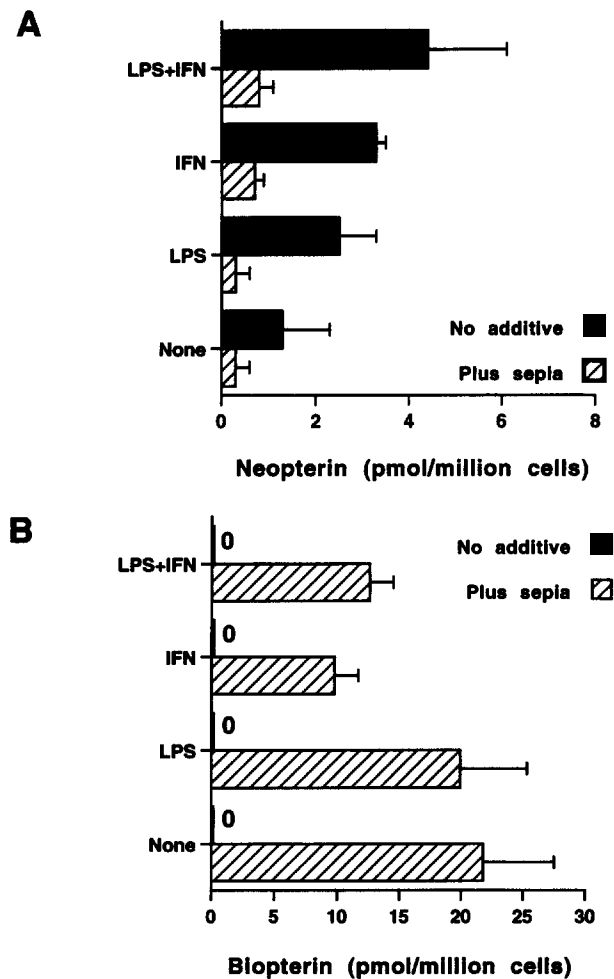 A
LPS+IFN
IFN
LPS
None
No additive
Plus sepia
0 2 4 6 8
Neopterin (pmol/million cells)
B
No additive
Plus sepia
0
LPS+IFN
0
IFN
0
LPS
0
None
0 5 10 15 20 25 30
Biopterin (pmol/million cells)